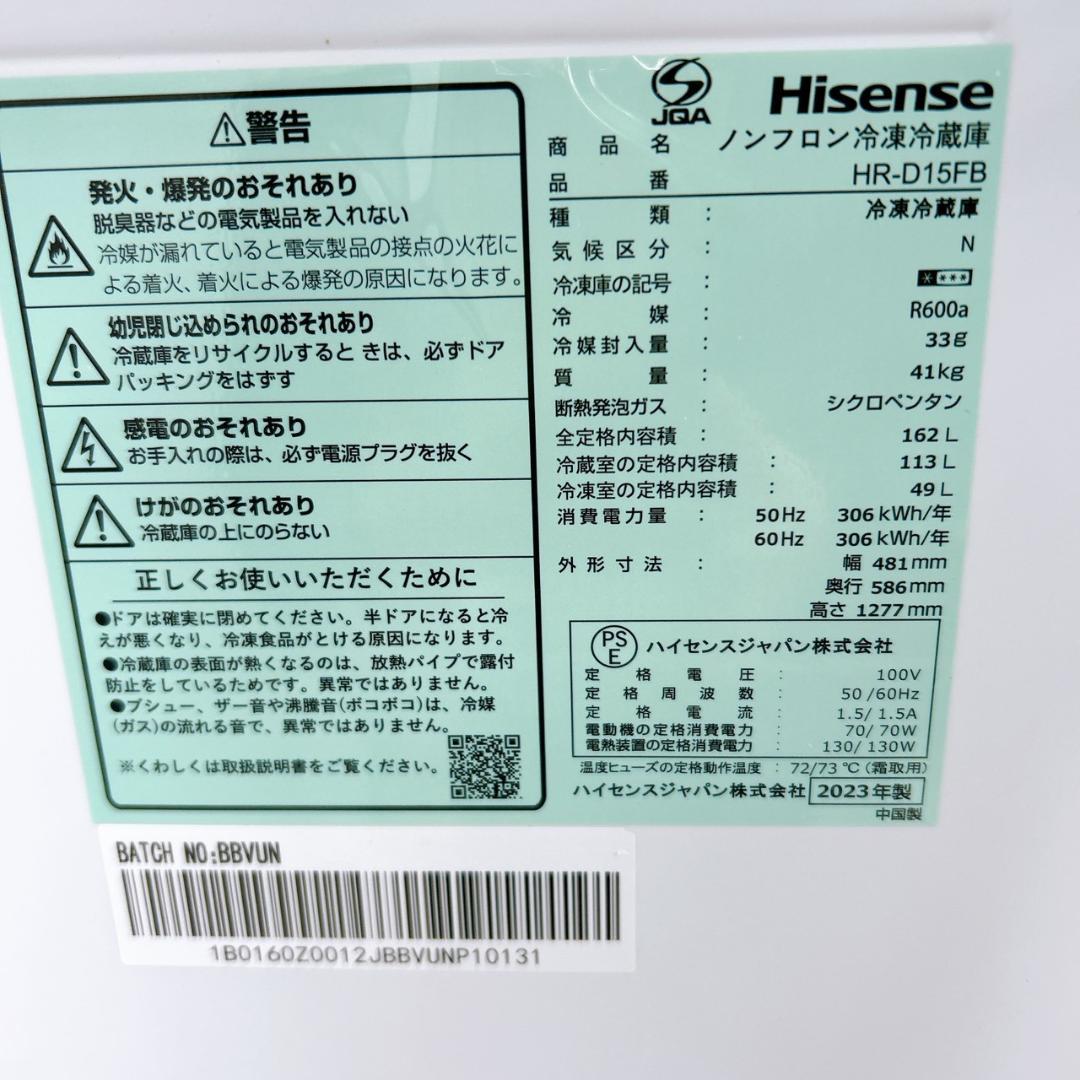 ⚠警告
発火・爆発のおそれあり
脱臭器などの電気製品を入れない
冷媒が漏れていると電気製品の接点の火花に
よる着火、着火による爆発の原因になります。
幼児閉じ込められのおそれあり
冷蔵庫をリサイクルするとき は、必ずドア
パッキングをはずす
感電のおそれあり
お手入れの際は、必ず電源プラグを抜く
けがのおそれあり
冷蔵庫の上にのらない
正しくお使いいただくために
●ドアは確実に閉めてください。半ドアになると冷
えが悪くなり、冷凍食品がとける原因になります。
●冷蔵庫の表面が熱くなるのは、放熱パイプで露付
防止をしているためです。異常ではありません。
●プシュー、ザー音や沸騰音(ボコボコ)は、冷媒
(ガス)の流れる音で、異常ではありません。
※くわしくは取扱説明書をご覧ください。
JQA
Hisense
商品名 ノンフロン冷凍冷蔵庫
品番 HR-D15FB
種類 : 冷凍冷蔵庫
気候区分 : N
冷凍庫の記号 : ****
冷媒 : R600a
冷媒封入量 : 33g
質量 : 41kg
断熱発泡ガス : シクロペンタン
全定格内容積 : 162 L
冷蔵室の定格内容積 : 113 L
冷凍室の定格内容積 : 49 L
消費電力量 : 50Hz 306 kWh/年
60Hz 306 kWh/年
外形寸法 : 幅 481mm
奥行 586mm
高さ 1277mm
PSE ハイセンスジャパン株式会社
定格電圧 : 100V
定格周波数 : 50/60Hz
定格電流 : 1.5/1.5A
電動機の定格消費電力 : 70/70W
電熱装置の定格消費電力 : 130/130W
温度ヒューズの定格動作温度 : 72/73℃(霜取用)
ハイセンスジャパン株式会社 2023年製
中国製
BATCH NO:BBVUN
1B0160Z0012JBBVUNP10131